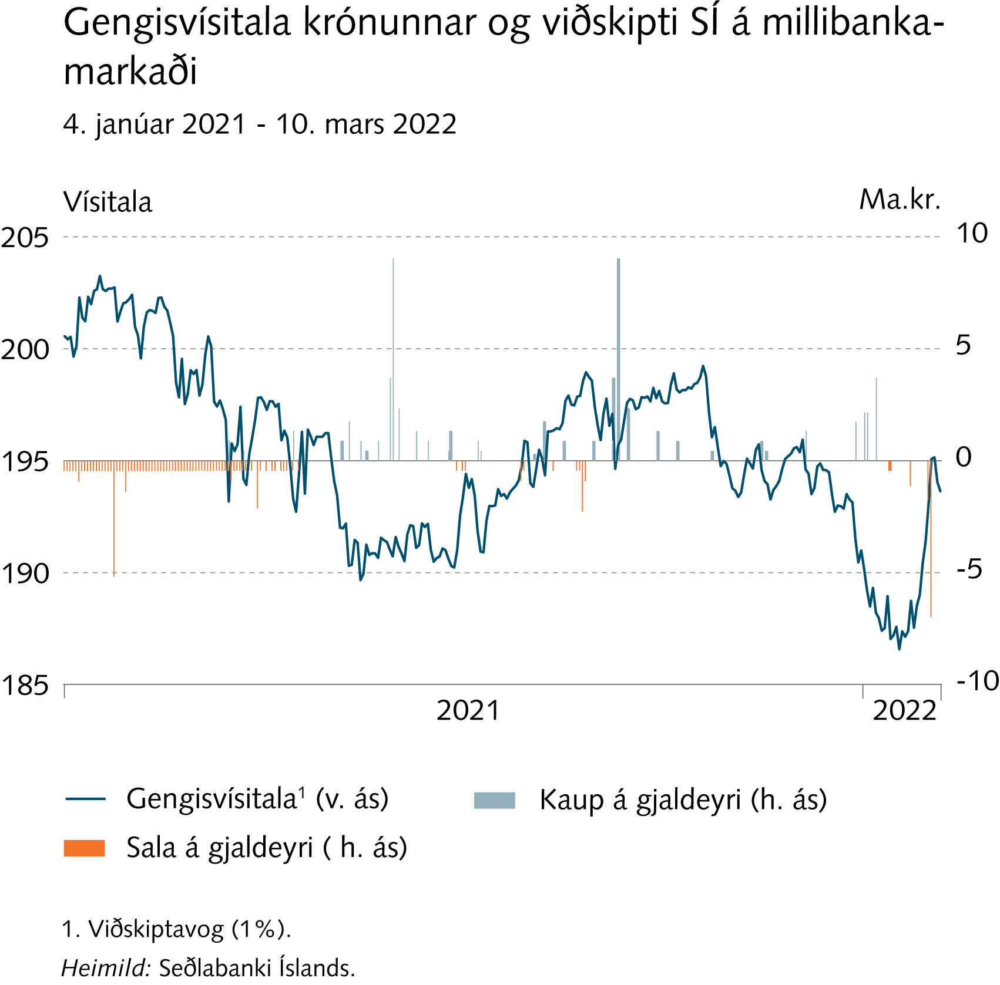 Gengisvísitala krónunnar og viðskipti SÍ á millibanka-
markaði
4. janúar 2021 - 10. mars 2022
Vísitala
Ma.kr.
205
10
200
5
195
0
190
-5
185
-10
2021
2022
Gengisvísitala¹ (v. ás)
Kaup á gjaldeyri (h. ás)
Sala á gjaldeyri ( h. ás)
1. Viðskiptavog (1%).
Heimild: Seðlabanki Íslands.